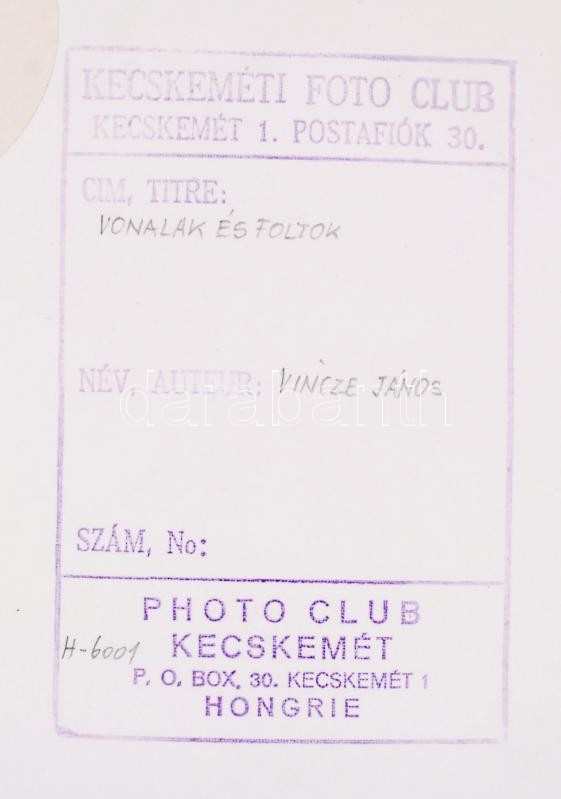 KECSKEMÉTI FOTO CLUB
KECSKEMÉT 1. POSTAFIÓK 30.
CIM, TITRE:
VONALAK ÉS FOLTOK
NÉV, AUTEUR: VINCZE JÁNOS
darabanth
SZÁM, No:
PHOTO CLUB
H-6001 KECSKEMÉT
P. O. BOX, 30. KECSKEMÉT 1
HONGRIE